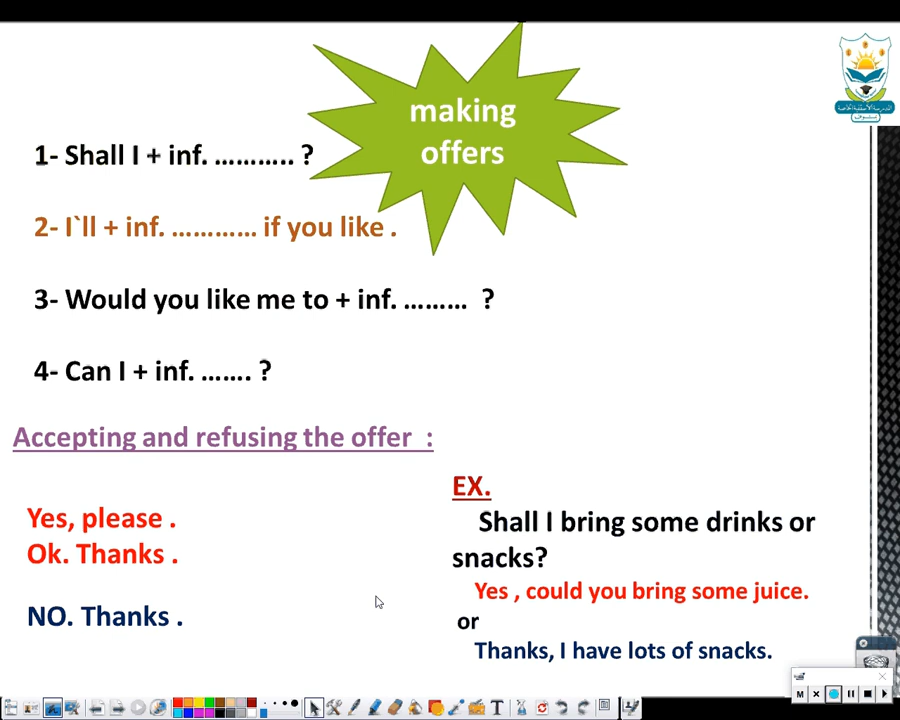 making
offers
1- Shall I + inf. ……….. ?
2- I`ll + inf. ………… if you like .
3- Would you like me to + inf. ……… ?
4- Can I + inf. ……. ?
Accepting and refusing the offer :
Yes, please .
Ok. Thanks .
NO. Thanks .
EX.
Shall I bring some drinks or
snacks?
Yes , could you bring some juice.
or
Thanks, I have lots of snacks.
M
T